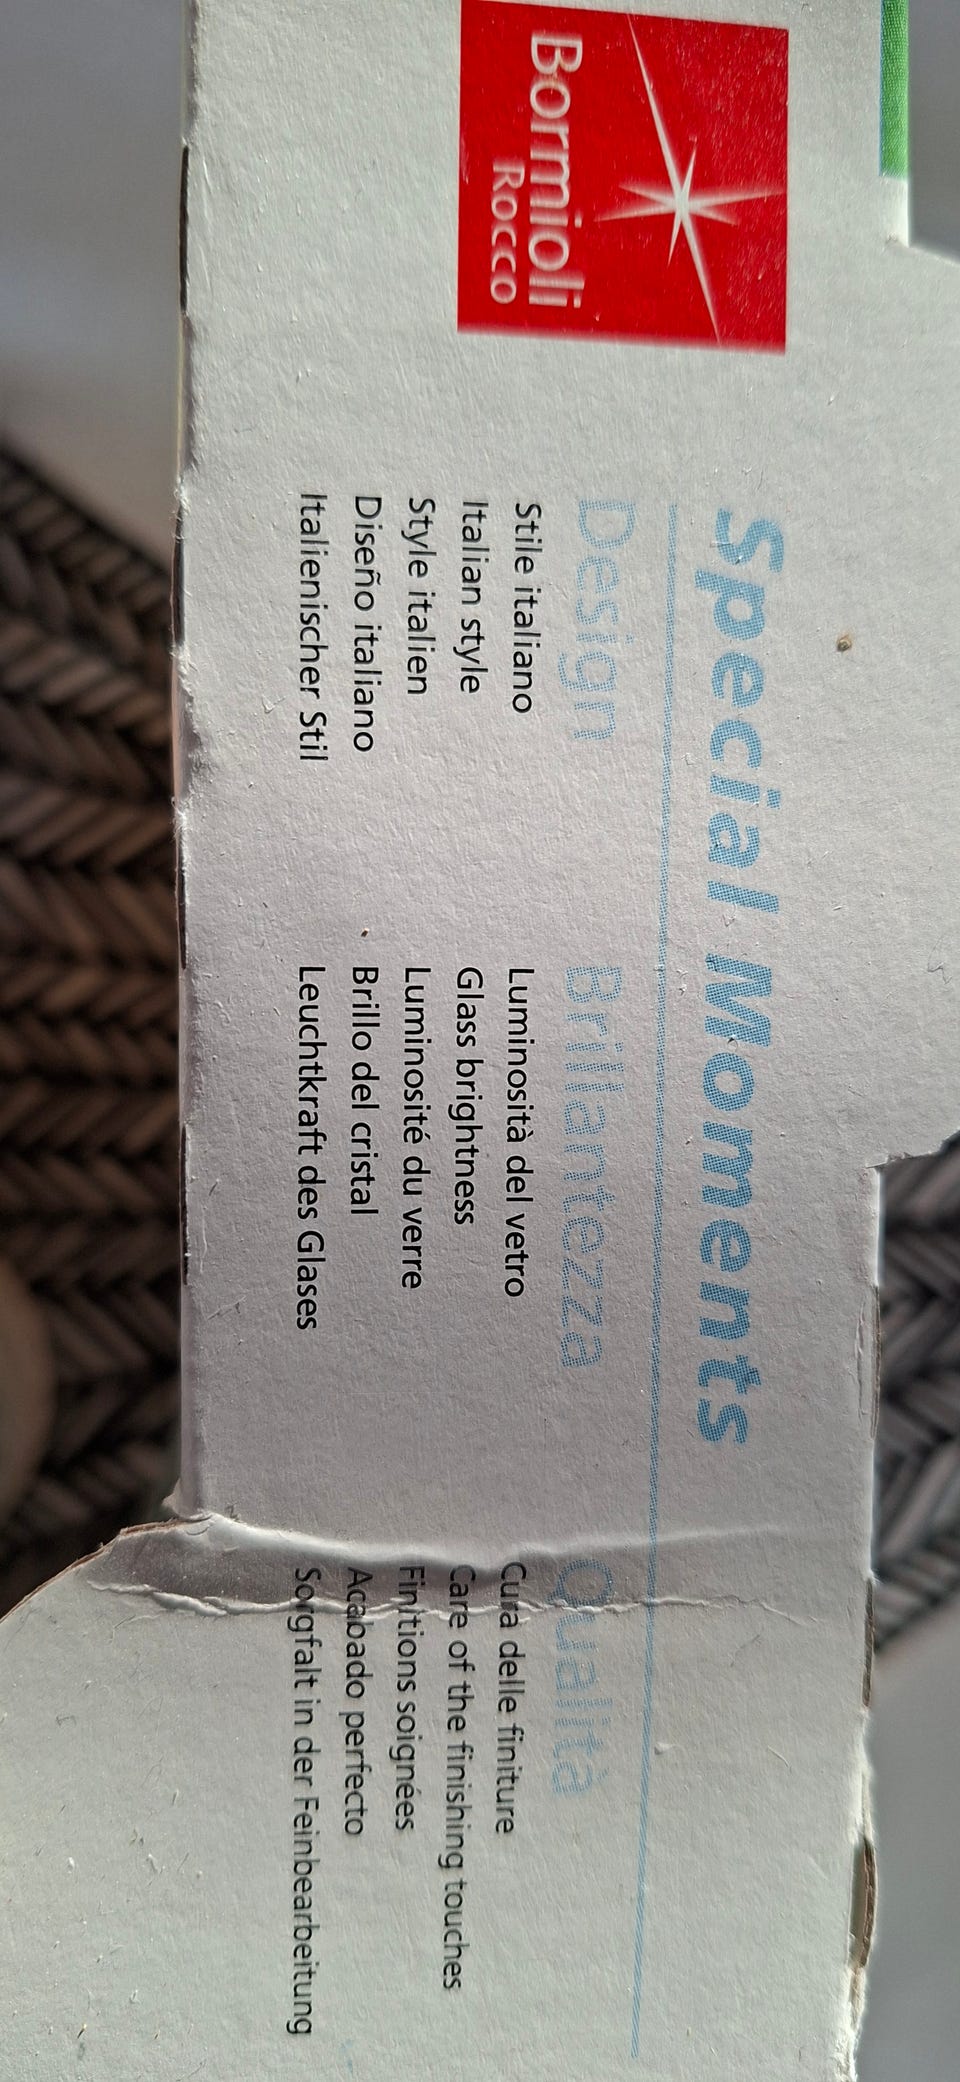 Bormioli
Rocco
Special Moments
Design
Stile italiano
Italian style
Style italien
Diseño italiano
Italienischer Stil
Brillantezza
Luminosità del vetro
Glass brightness
Luminosité du verre
Brillo del cristal
Leuchtkraft des Glases
Qualità
Cura delle finiture
Care of the finishing touches
Finitions soignées
Acabado perfecto
Sorgfalt in der Feinbearbeitung